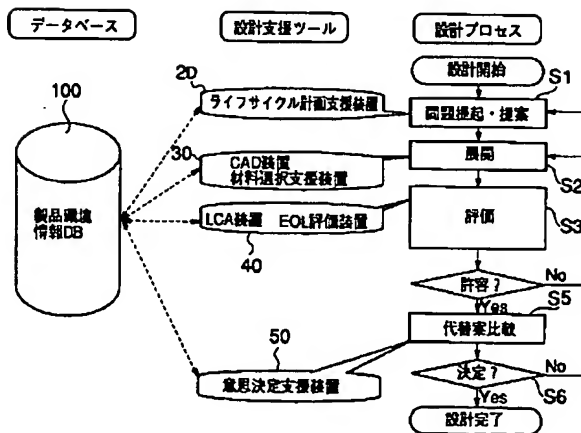 データベース
設計支援ツール
設計プロセス
設計開始
100
20
ライフサイクル計画支援装置
S1
問題提起・提案
30
CAD装置
材料選択支援装置
展開
S2
製品環境
情報DB
LCA装置 EOL評価装置
40
評価
S3
許容?
No
Yes
S5
代替案比較
50
意思決定支援装置
決定?
No
S6
Yes
設計完了